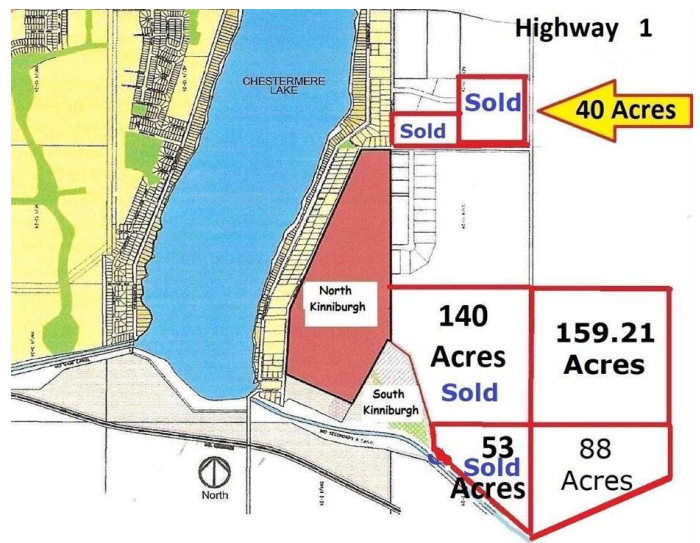 Highway 1
CHESTERMERE
LAKE
Sold
40 Acres
Sold
North
Kinniburgh
140
Acres
Sold
159.21
Acres
South
Kinniburgh
53
Sold
Acres
88
Acres
North